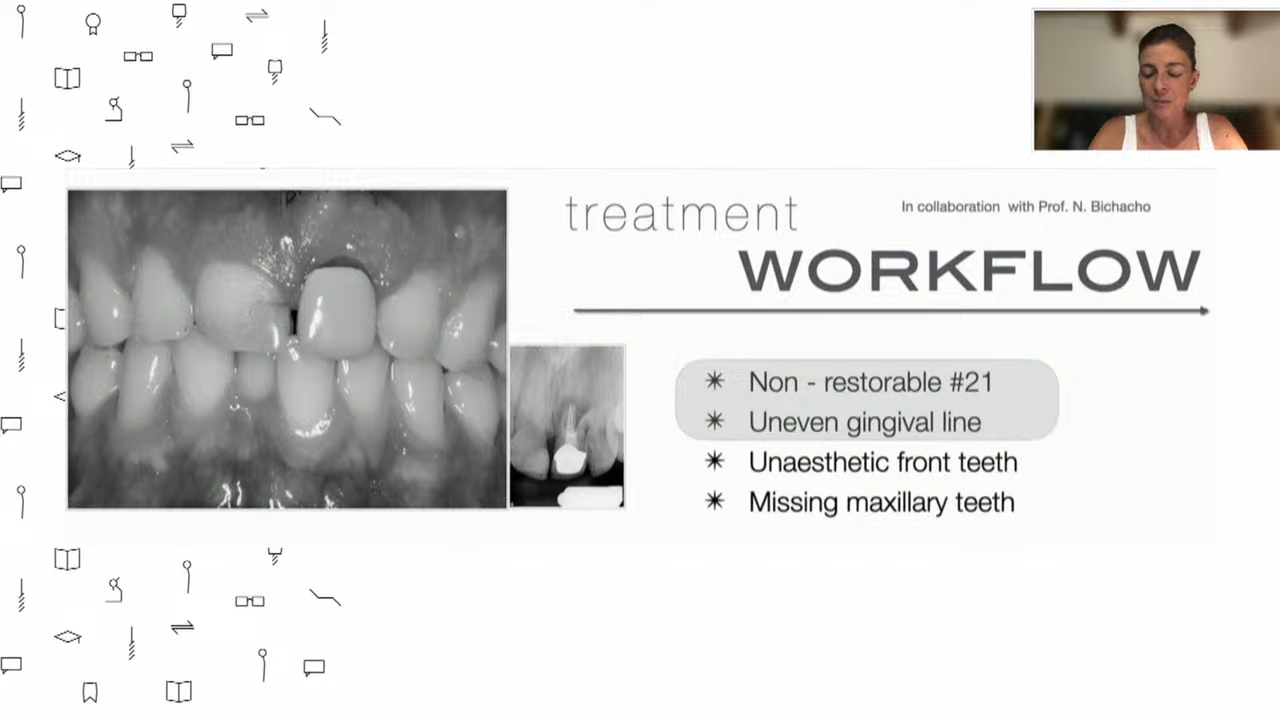 treatment
In collaboration with Prof. N. Bichacho
WORKFLOW
✴ Non - restorable #21
✴ Uneven gingival line
✴ Unaesthetic front teeth
✴ Missing maxillary teeth